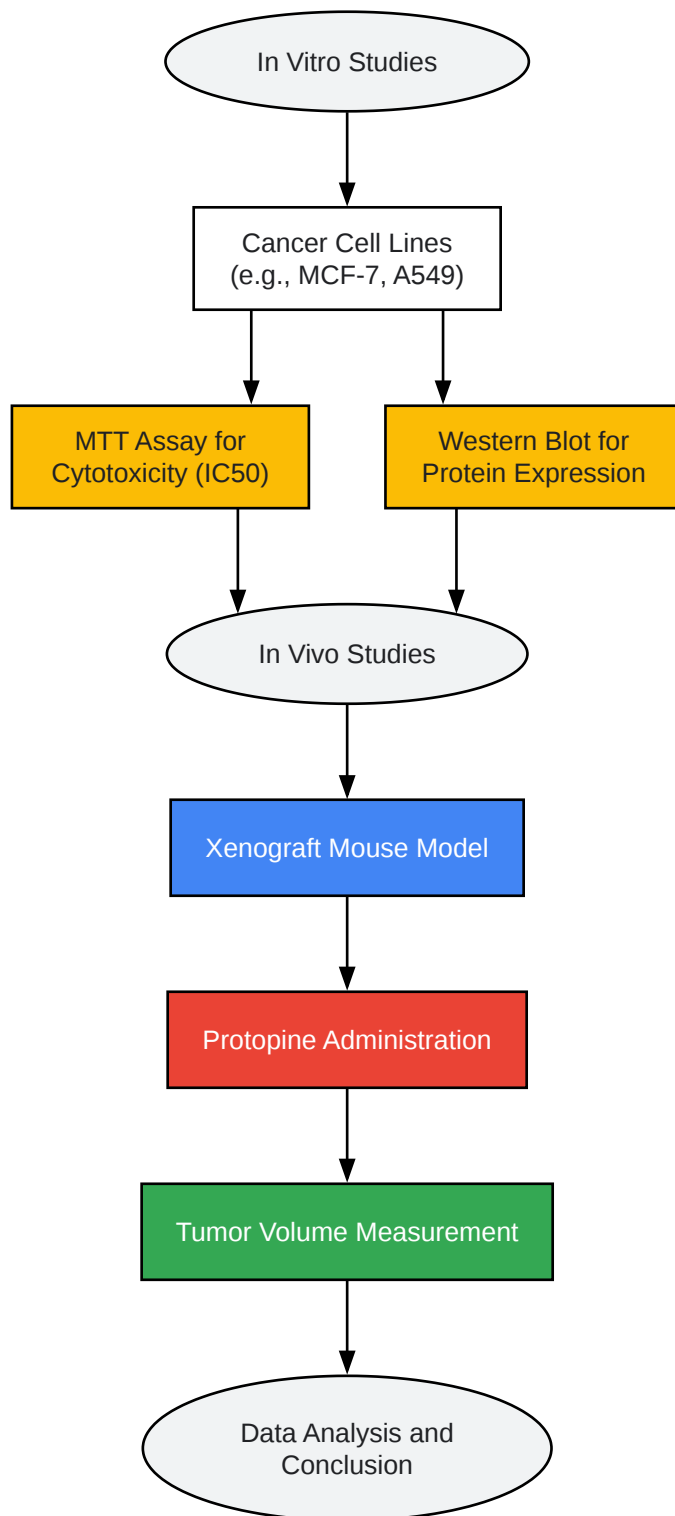 In Vitro Studies
Cancer Cell Lines
(e.g., MCF-7, A549)
MTT Assay for
Cytotoxicity (IC50)
Western Blot for
Protein Expression
In Vivo Studies
Xenograft Mouse Model
Protopine Administration
Tumor Volume Measurement
Data Analysis and
Conclusion